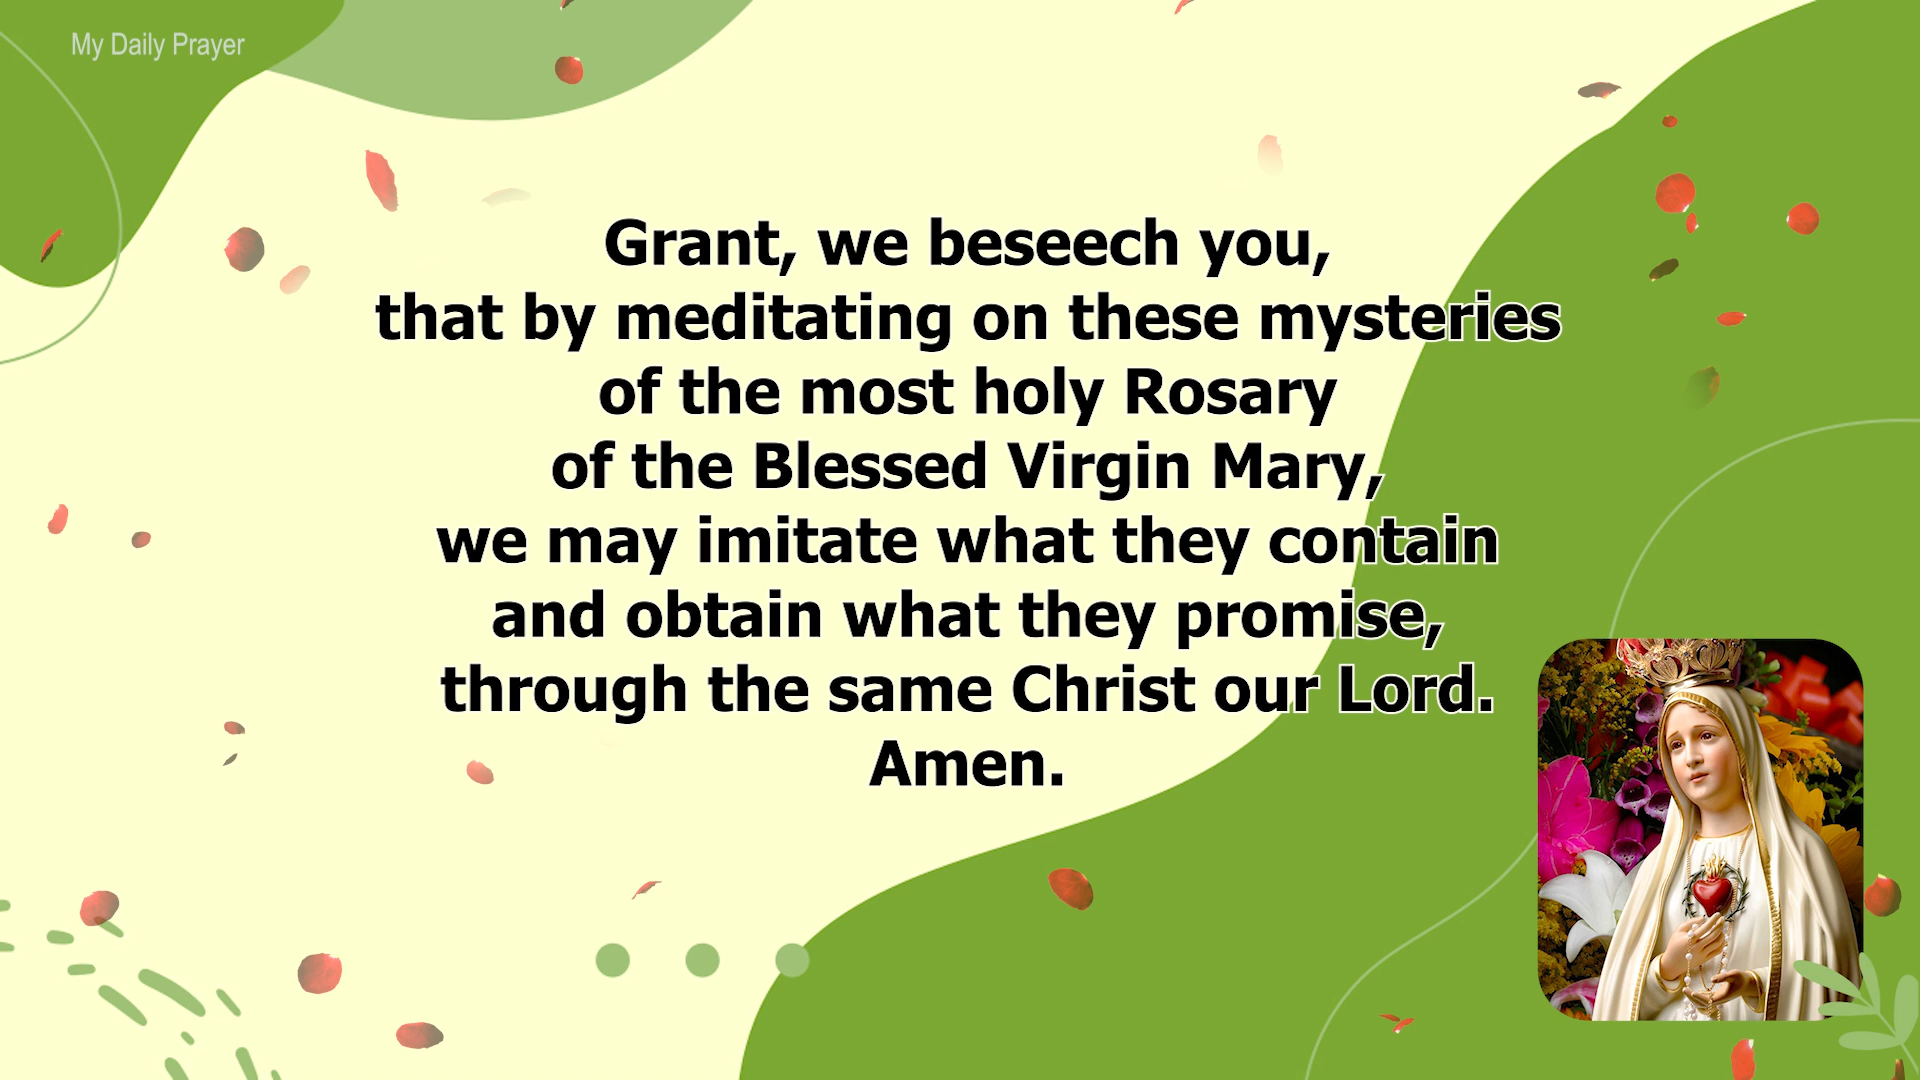 My Daily Prayer
Grant, we beseech you,
that by meditating on these mysteries
of the most holy Rosary
of the Blessed Virgin Mary,
we may imitate what they contain
and obtain what they promise,
through the same Christ our Lord.
Amen.